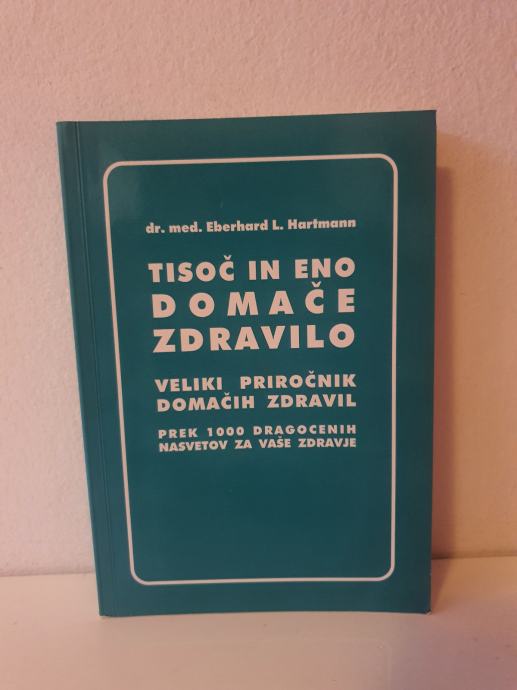 dr. med. Eberhard L. Hartmann
TISOČ IN ENO
DOMAČE
ZDRAVILO
VELIKI PRIROČNIK
DOMAČIH ZDRAVIL
PREK 1000 DRAGOCENIH
NASVETOV ZA VAŠE ZDRAVJE